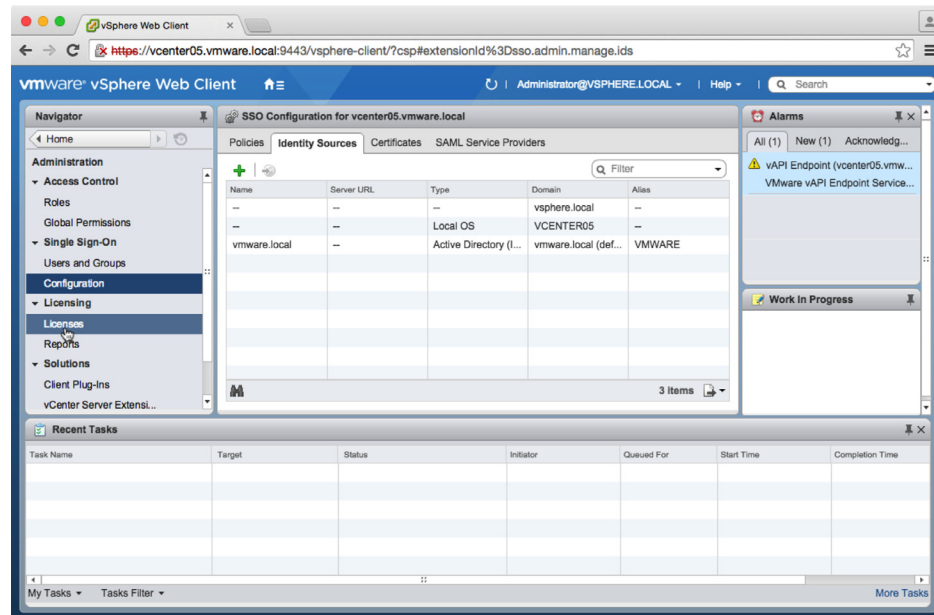 vSphere Web Client
https://vcenter05.vmware.local:9443/vsphere-client/?csp#extensionId%3Dsso.admin.manage.ids
vmware® vSphere Web Client
Administrator@VSPHERE.LOCAL
Help
Search
Navigator
Home
Administration
Access Control
Roles
Global Permissions
Single Sign-On
Users and Groups
Configuration
Licensing
Licenses
Reports
Solutions
Client Plug-Ins
vCenter Server Extensi...
SSO Configuration for vcenter05.vmware.local
Policies Identity Sources Certificates SAML Service Providers
Filter
Name Server URL Type Domain Alias
-- -- -- vsphere.local --
-- -- Local OS VCENTER05 --
vmware.local -- Active Directory (I... vmware.local (def... VMWARE
3 items
Alarms
All (1) New (1) Acknowledg...
vAPI Endpoint (vcenter05.vmw...
VMware vAPI Endpoint Service...
Work In Progress
Recent Tasks
Task Name Target Status Initiator Queued For Start Time Completion Time
My Tasks Tasks Filter More Tasks